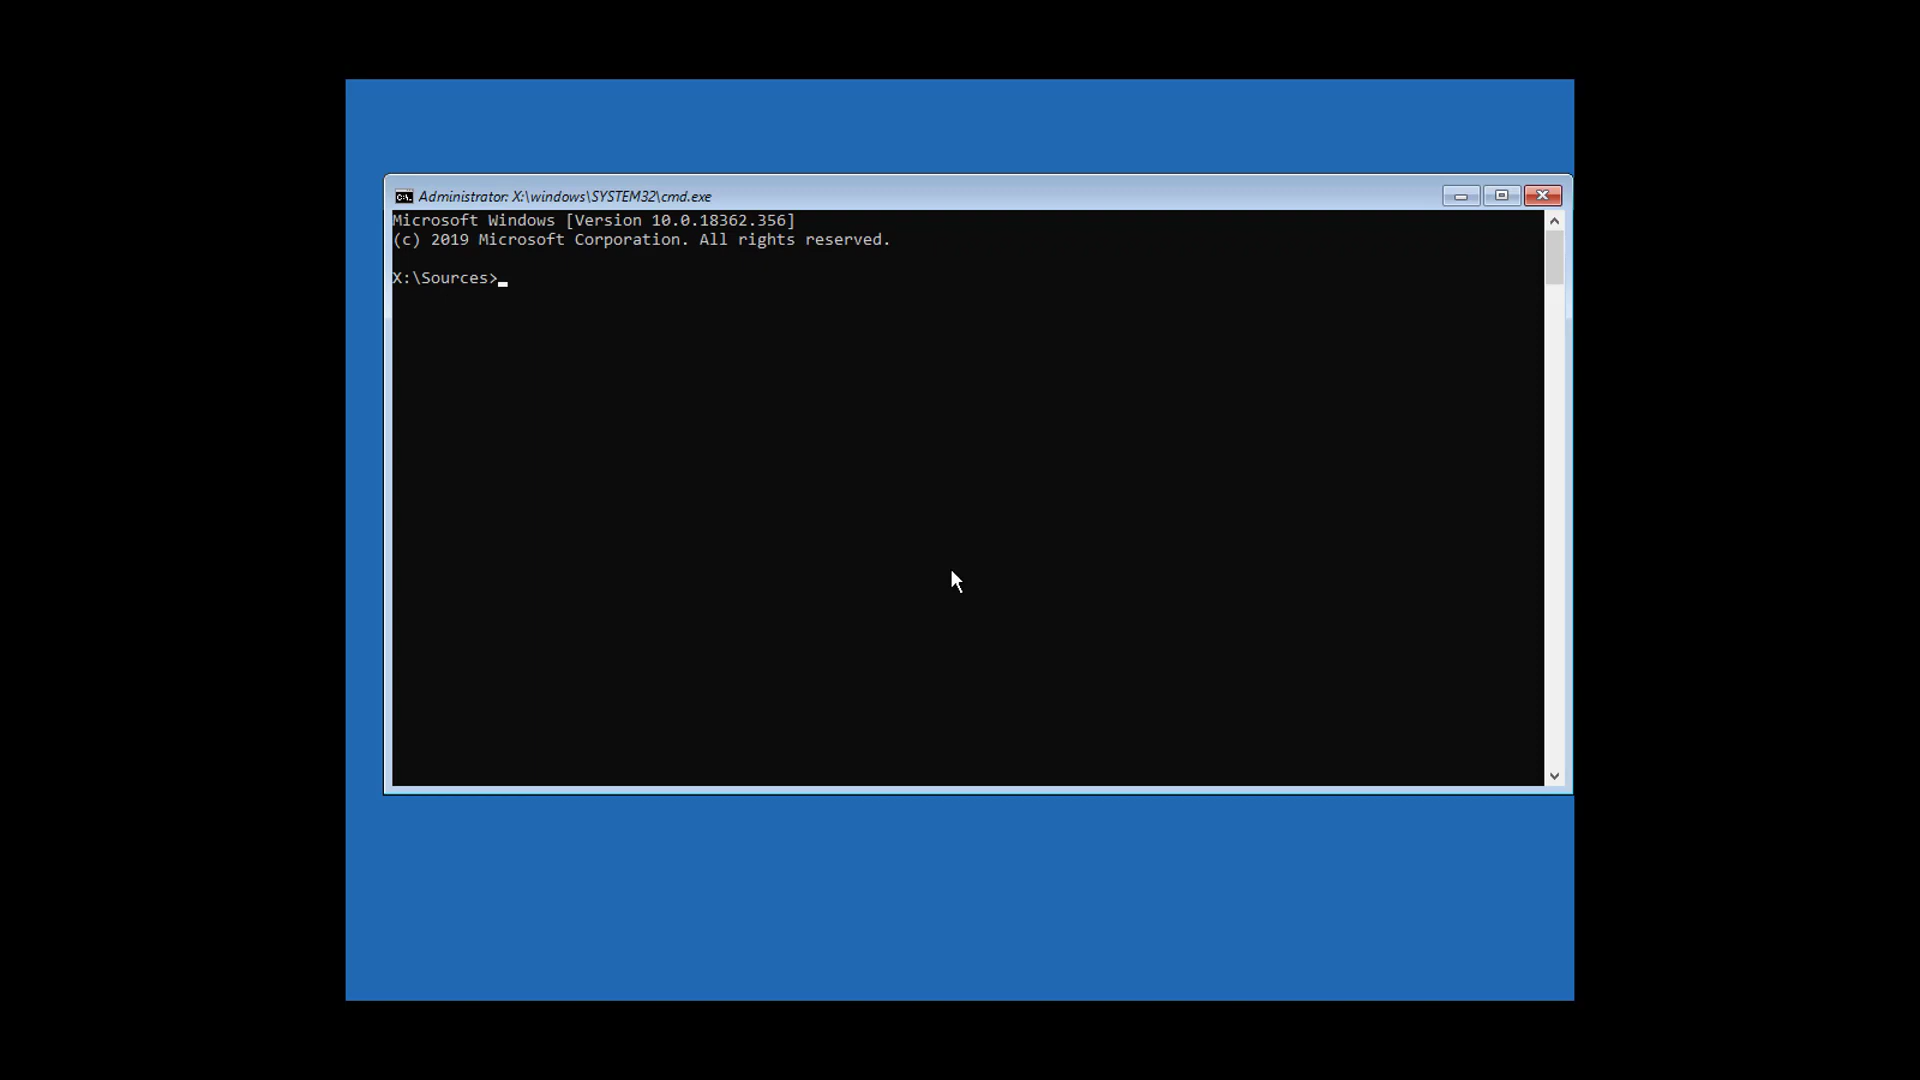 Administrator: X:\windows\SYSTEM32\cmd.exe
Microsoft Windows [Version 10.0.18362.356]
(c) 2019 Microsoft Corporation. All rights reserved.
X:\Sources>